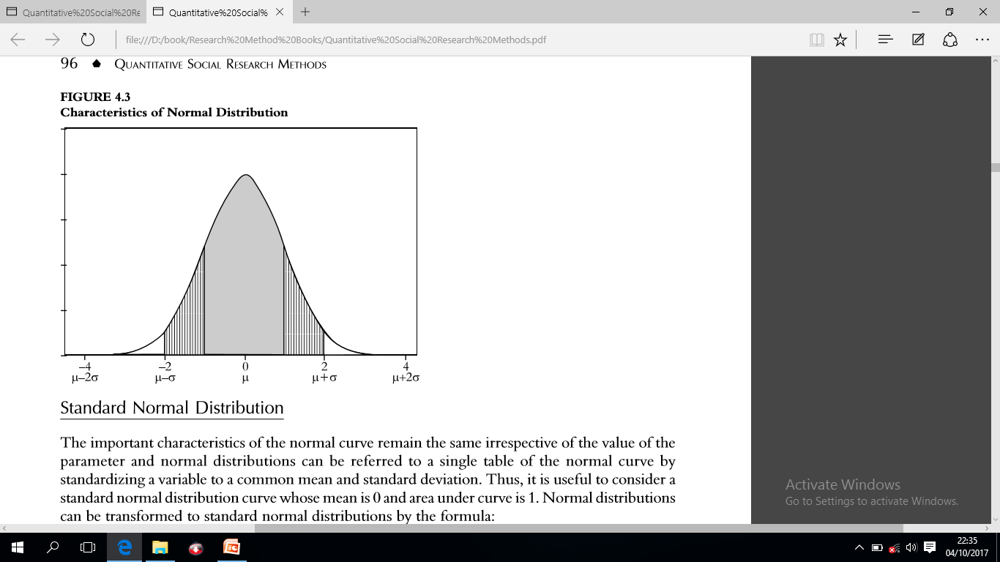 Quantitative%20Social%20Re
Quantitative%20Social%
file:///D:/book/Research%20Method%20Books/Quantitative%20Social%20Research%20Methods.pdf
96 ♦ QUANTITATIVE SOCIAL RESEARCH METHODS
FIGURE 4.3
Characteristics of Normal Distribution
–4 –2 0 2 4
μ–2σ μ–σ μ μ+σ μ+2σ
Standard Normal Distribution
The important characteristics of the normal curve remain the same irrespective of the value of the
parameter and normal distributions can be referred to a single table of the normal curve by
standardizing a variable to a common mean and standard deviation. Thus, it is useful to consider a
standard normal distribution curve whose mean is 0 and area under curve is 1. Normal distributions
can be transformed to standard normal distributions by the formula:
Activate Windows
Go to Settings to activate Windows.
22:35
04/10/2017